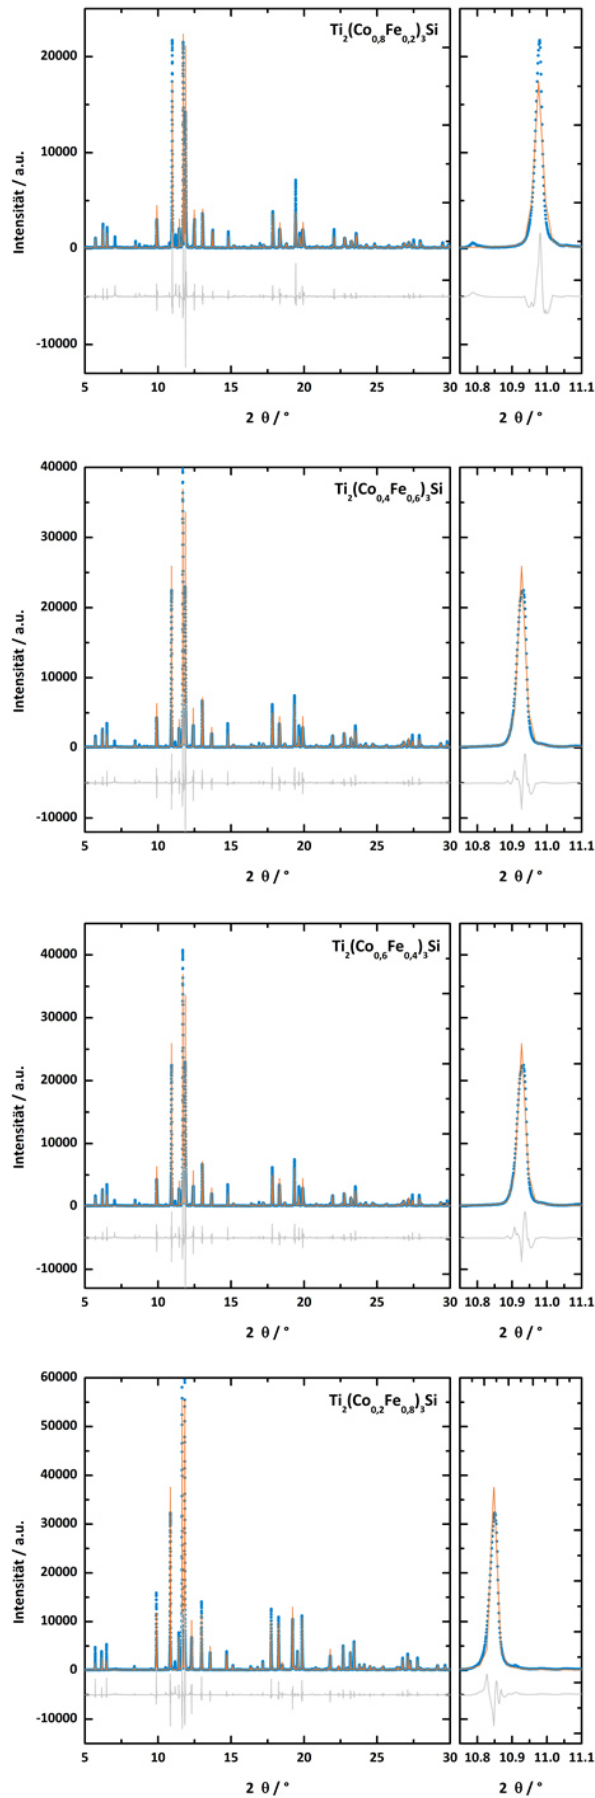 Ti2(Co0,8Fe0,2)3Si
20000
10000
0
-10000
Intensität / a.u.
5 10 15 20 25 30
10.8 10.9 11.0 11.1
2 θ / °
2 θ / °
Ti2(Co0,4Fe0,6)3Si
40000
30000
20000
10000
0
-10000
Intensität / a.u.
5 10 15 20 25 30
10.8 10.9 11.0 11.1
2 θ / °
2 θ / °
Ti2(Co0,6Fe0,4)3Si
40000
30000
20000
10000
0
-10000
Intensität / a.u.
5 10 15 20 25 30
10.8 10.9 11.0 11.1
2 θ / °
2 θ / °
60000
Ti2(Co0,2Fe0,8)3Si
50000
40000
30000
20000
10000
0
-10000
Intensität / a.u.
5 10 15 20 25 30
10.8 10.9 11.0 11.1
2 θ / °
2 θ / °